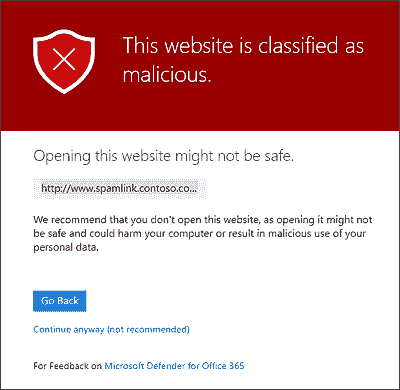 This website is classified as
malicious.
Opening this website might not be safe.
http://www.spamlink.contoso.co...
We recommend that you don't open this website, as opening it might not
be safe and could harm your computer or result in malicious use of your
personal data.
Go Back
Continue anyway (not recommended)
For Feedback on Microsoft Defender for Office 365